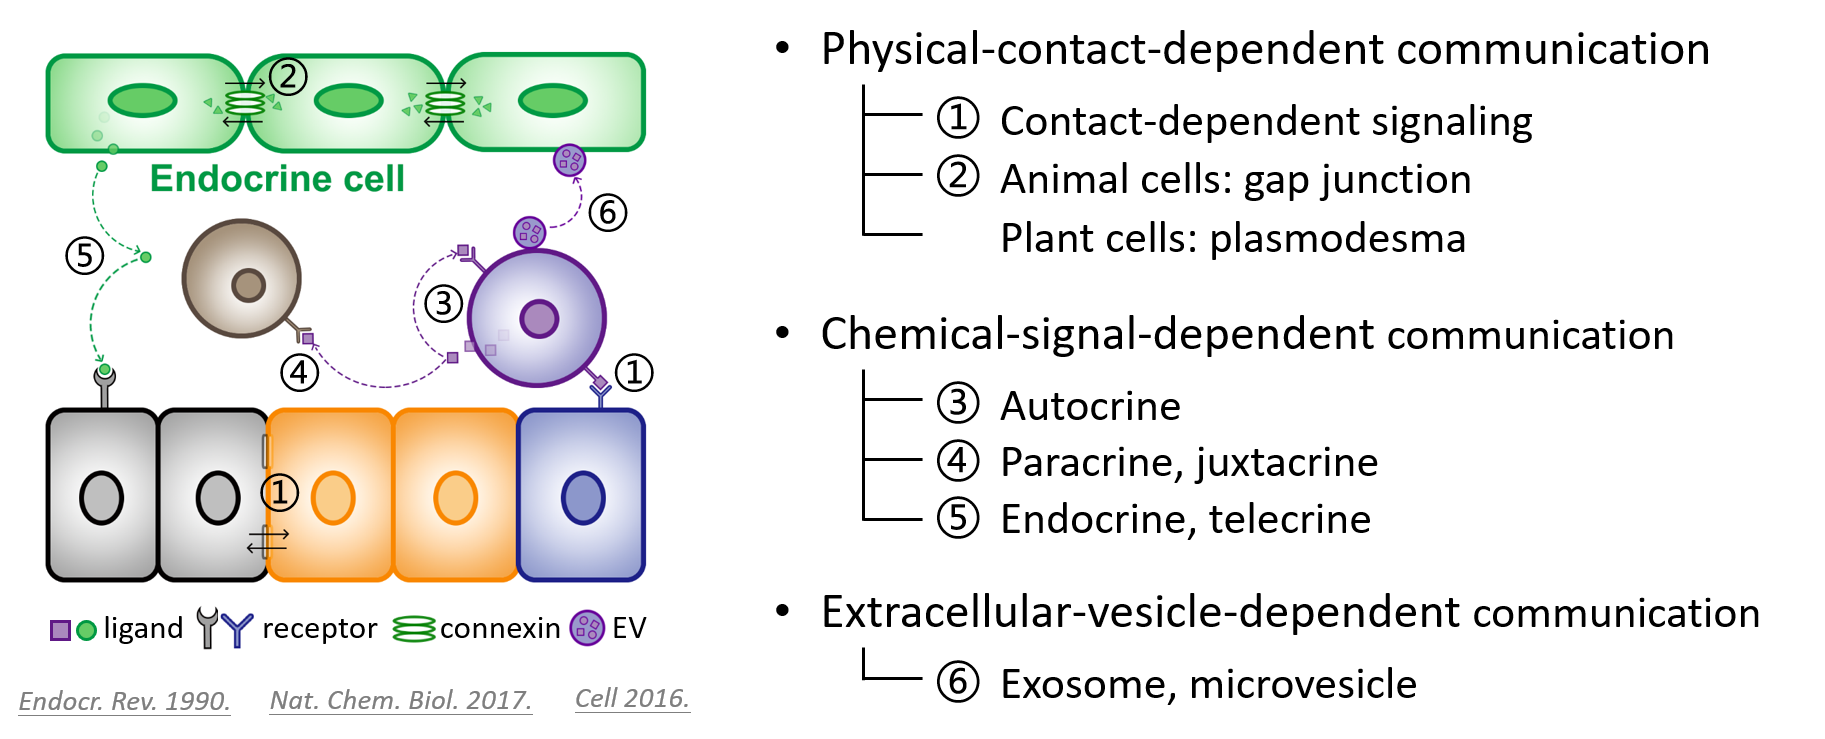 ②
Endocrine cell
⑥
⑤
③
④
①
①
ligand receptor connexin EV
Endocr. Rev. 1990. Nat. Chem. Biol. 2017. Cell 2016.
• Physical-contact-dependent communication
① Contact-dependent signaling
② Animal cells: gap junction
Plant cells: plasmodesma
• Chemical-signal-dependent communication
③ Autocrine
④ Paracrine, juxtacrine
⑤ Endocrine, telecrine
• Extracellular-vesicle-dependent communication
⑥ Exosome, microvesicle